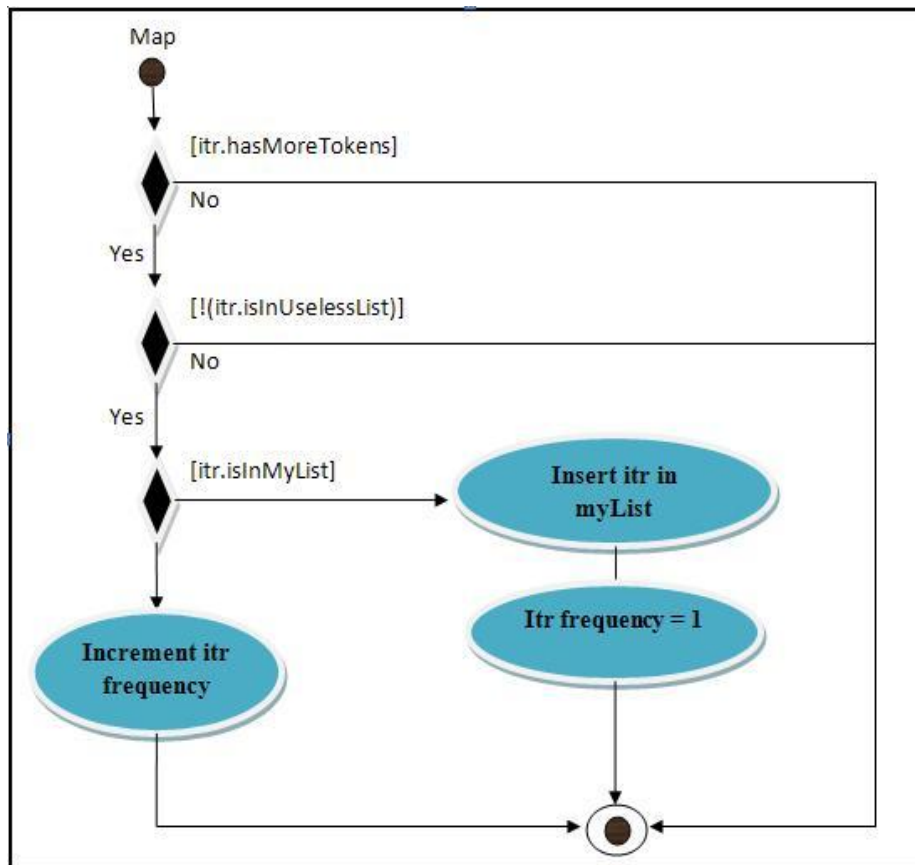 Map
[itr.hasMoreTokens]
No
Yes
[!(itr.isInUselessList)]
No
Yes
[itr.isInMyList]
Insert itr in
myList
Itr frequency = 1
Increment itr
frequency